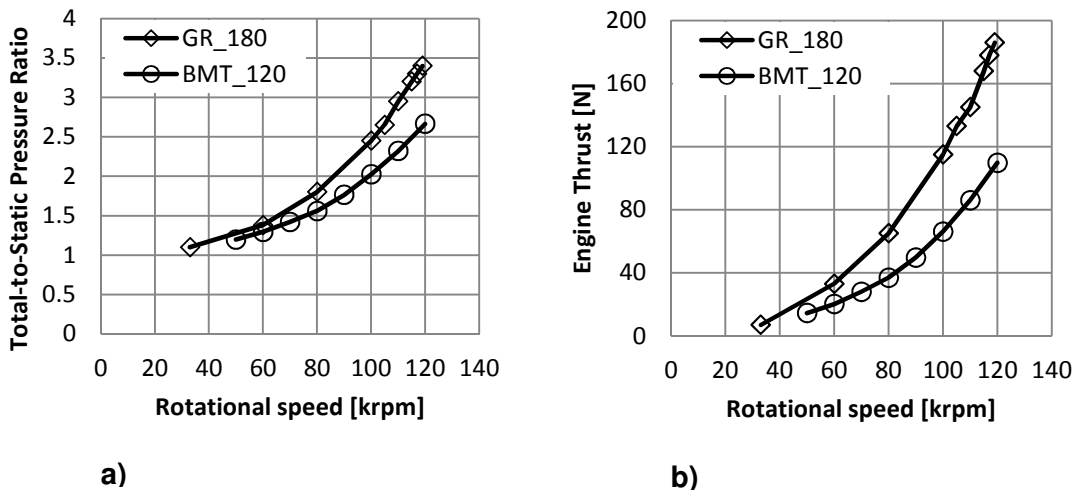 Total-to-Static Pressure Ratio
4
3.5
3
2.5
2
1.5
1
0.5
0
GR_180
BMT_120
0 20 40 60 80 100 120 140
Rotational speed [krpm]
a)
Engine Thrust [N]
200
160
120
80
40
0
GR_180
BMT_120
0 20 40 60 80 100 120 140
Rotational speed [krpm]
b)